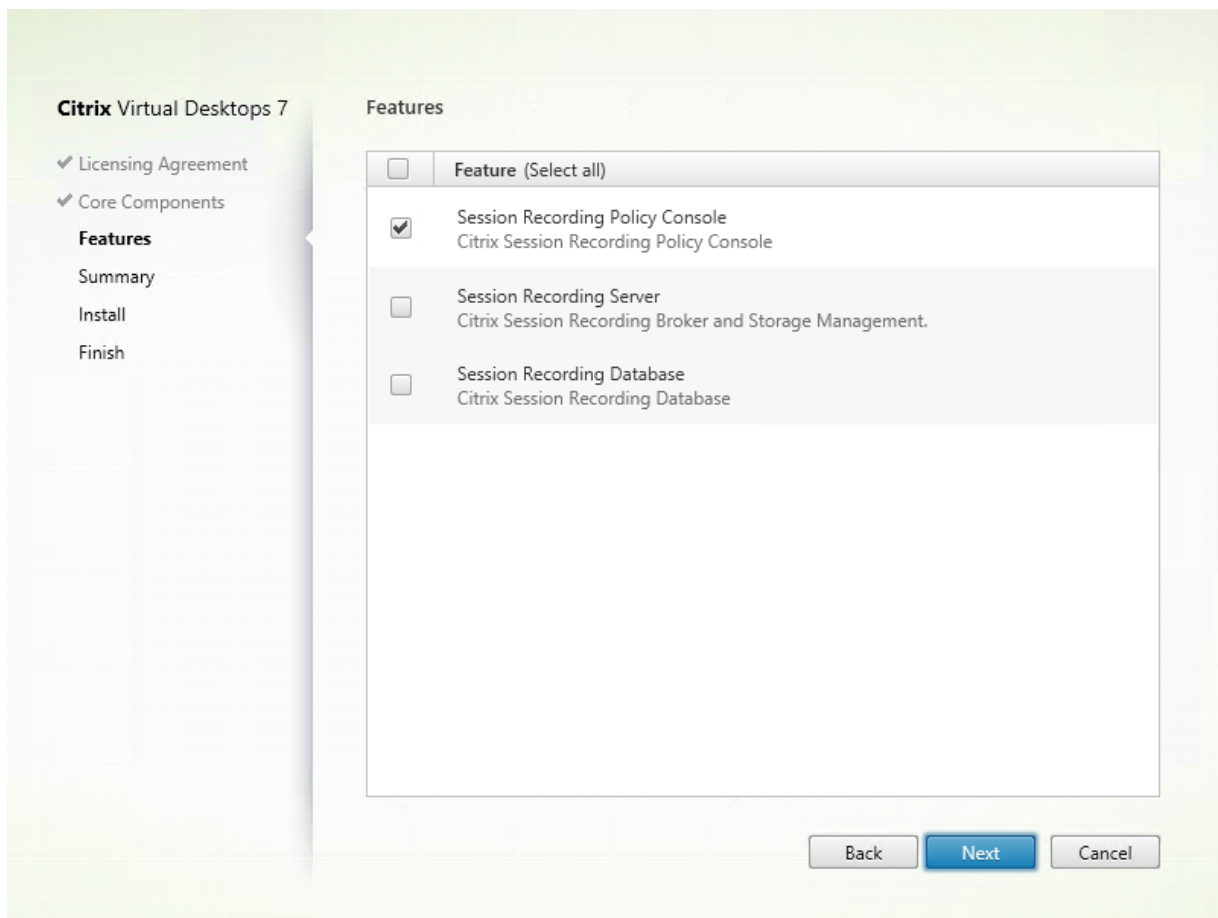 Citrix Virtual Desktops 7
Licensing Agreement
Core Components
Features
Summary
Install
Finish
Features
Feature (Select all)
Session Recording Policy Console
Citrix Session Recording Policy Console
Session Recording Server
Citrix Session Recording Broker and Storage Management.
Session Recording Database
Citrix Session Recording Database
Back Next Cancel